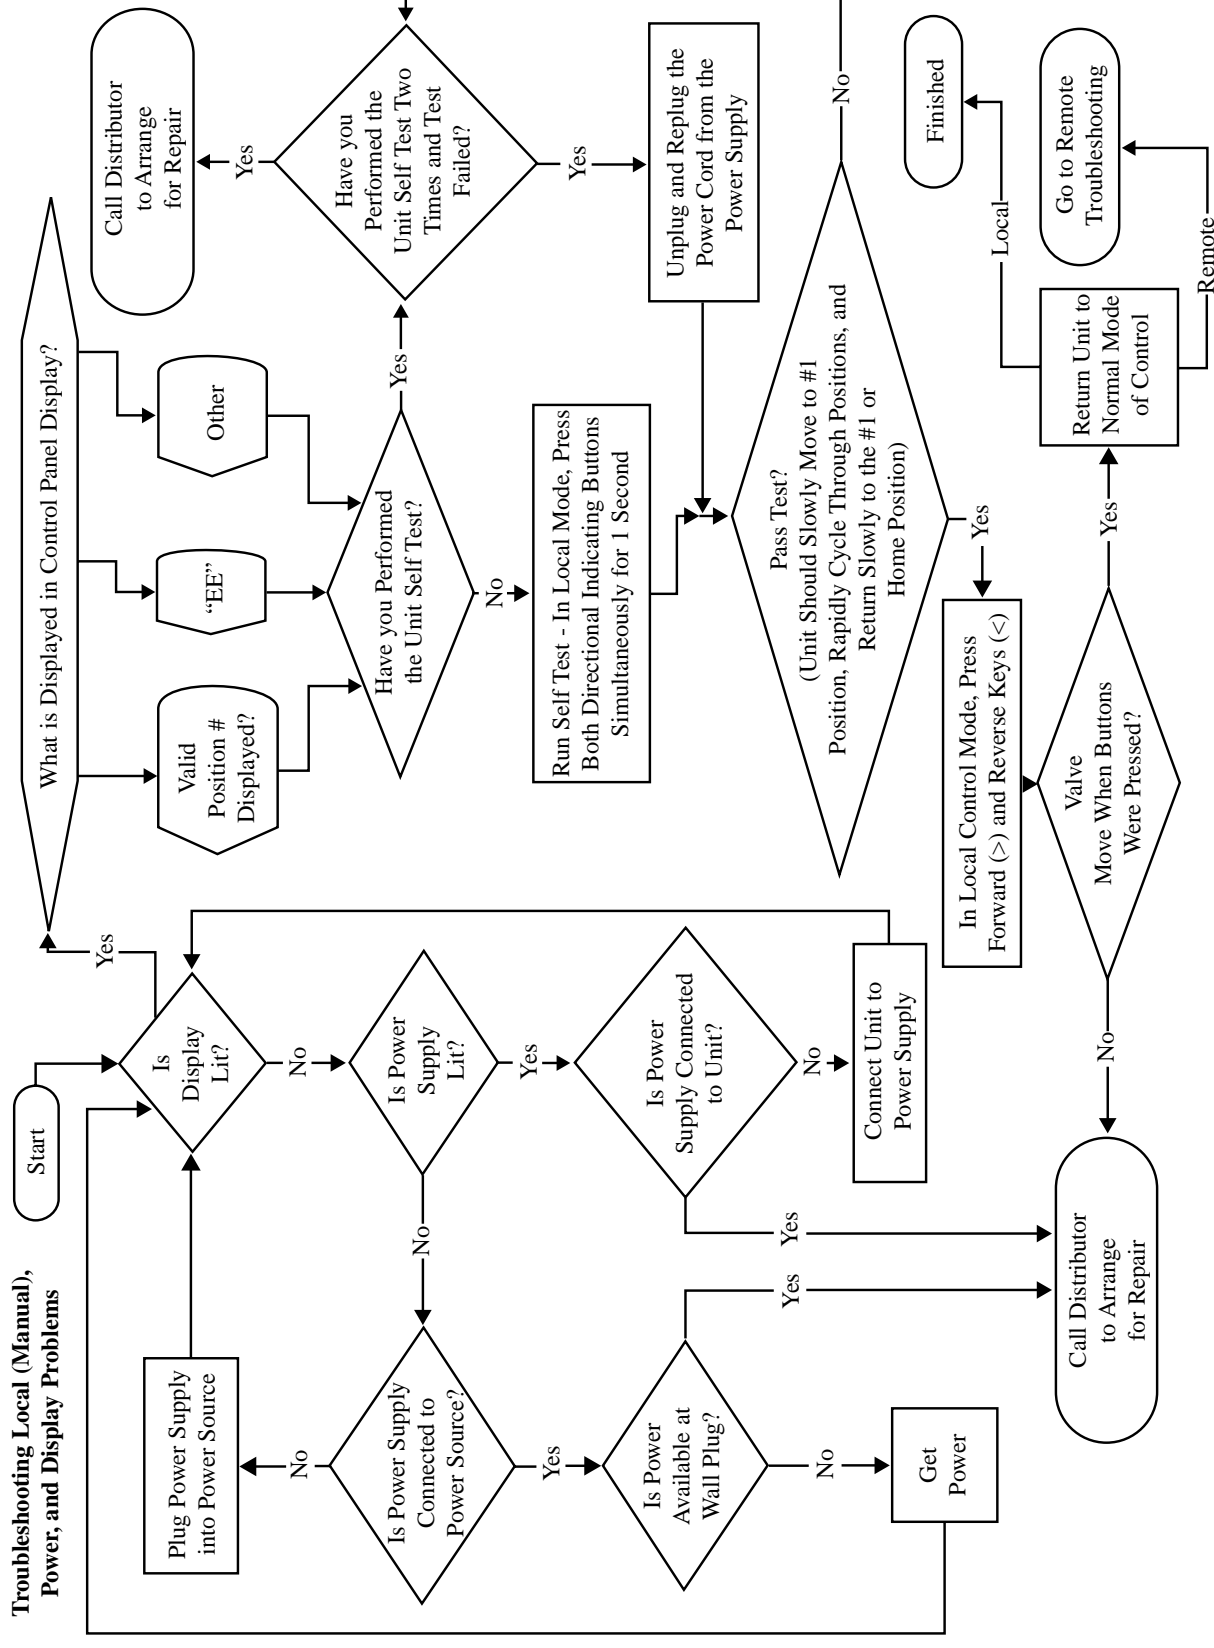 Troubleshooting Local (Manual),
Power, and Display Problems
Start
Is
Display
Lit?
Yes
No
What is Displayed in Control Panel Display?
Valid
Position #
Displayed?
“EE”
Other
Call Distributor
to Arrange
for Repair
Yes
Have you Performed
the Unit Self Test?
Yes
No
Have you
Performed the
Unit Self Test Two
Times and Test
Failed?
Yes
Plug Power Supply
into Power Source
No
Is Power Supply
Connected to
Power Source?
Yes
No
Is Power
Supply
Lit?
Yes
Is Power
Available at
Wall Plug?
Yes
No
Get
Power
Is Power
Supply Connected
to Unit?
Yes
No
Connect Unit to
Power Supply
Run Self Test - In Local Mode, Press
Both Directional Indicating Buttons
Simultaneously for 1 Second
Unplug and Replug the
Power Cord from the
Power Supply
Pass Test?
(Unit Should Slowly Move to #1
Position, Rapidly Cycle Through Positions, and
Return Slowly to the #1 or
Home Position)
No
Yes
In Local Control Mode, Press
Forward (>) and Reverse Keys (<)
Valve
Move When Buttons
Were Pressed?
No
Yes
Call Distributor
to Arrange
for Repair
Return Unit to
Normal Mode
of Control
Local
Remote
Finished
Go to Remote
Troubleshooting